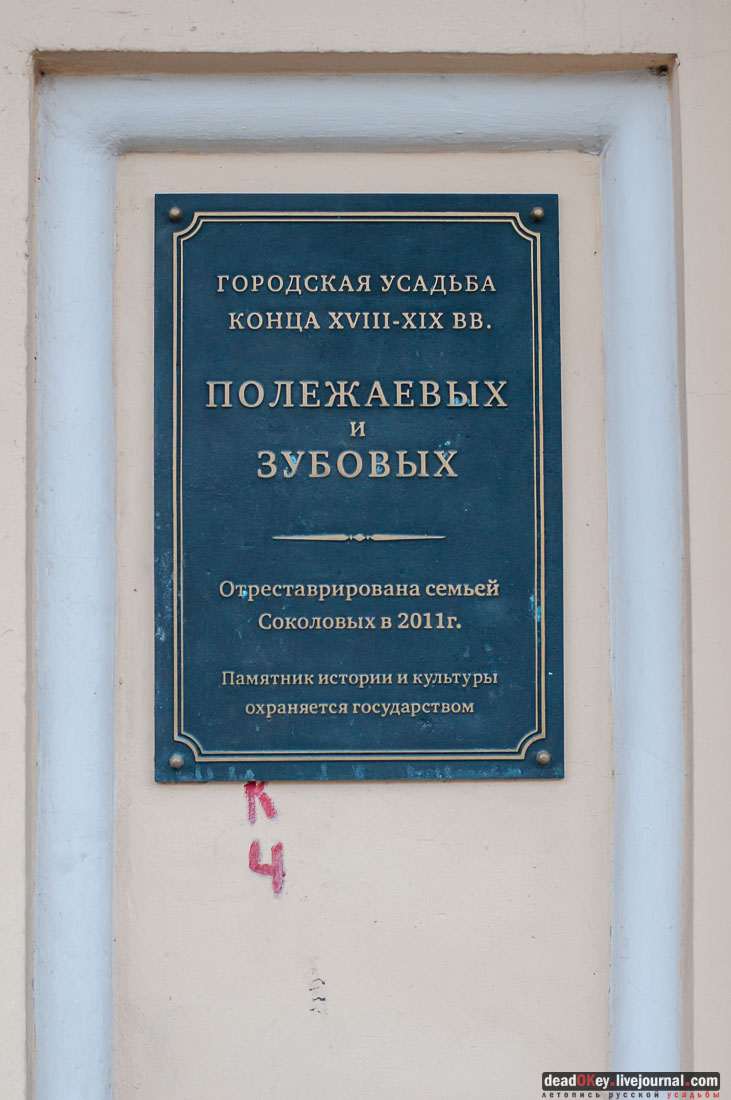 ГОРОДСКАЯ УСАДЬБА
КОНЦА XVIII-XIX ВВ.
ПОЛЕЖАЕВЫХ
И
ЗУБОВЫХ
Отреставрирована семьей
Соколовых в 2011г.
Памятник истории и культуры
охраняется государством
К
Ч
deadOKey.livejournal.com
летопись русской усадьбы